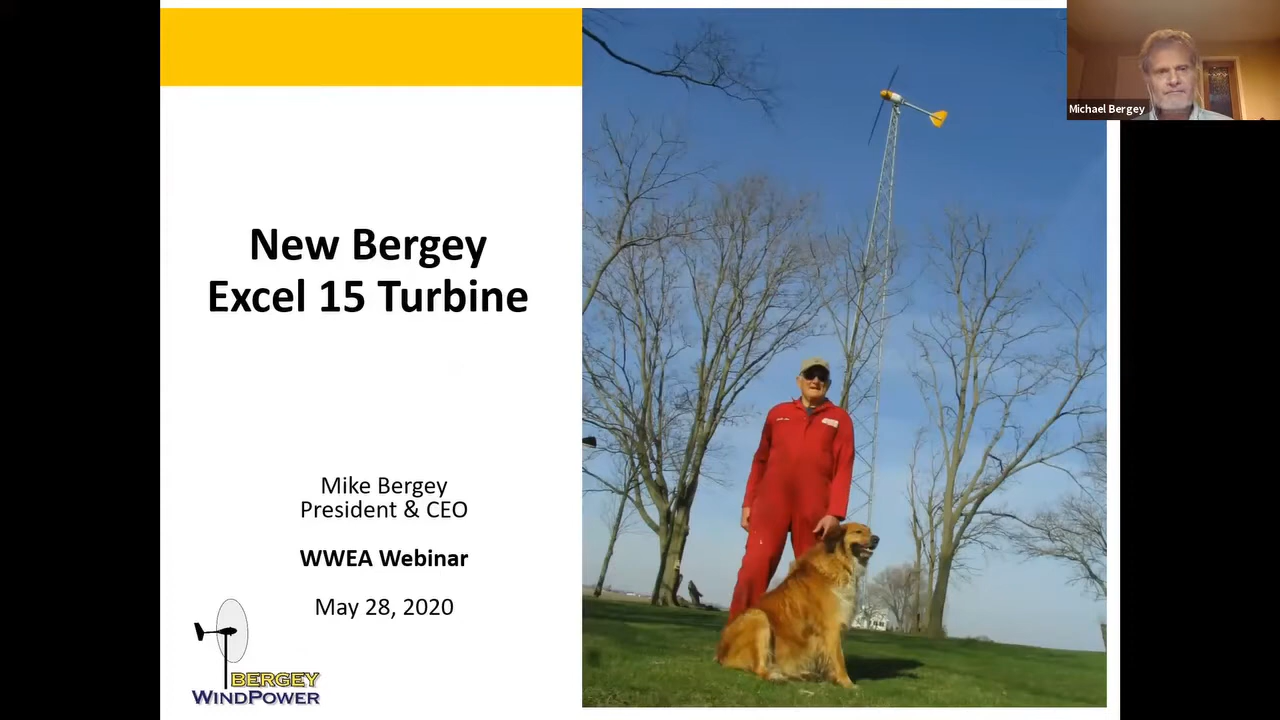 New Bergey
Excel 15 Turbine
Mike Bergey
President & CEO
WWEA Webinar
May 28, 2020
BERGEY
WINDPOWER
Michael Bergey